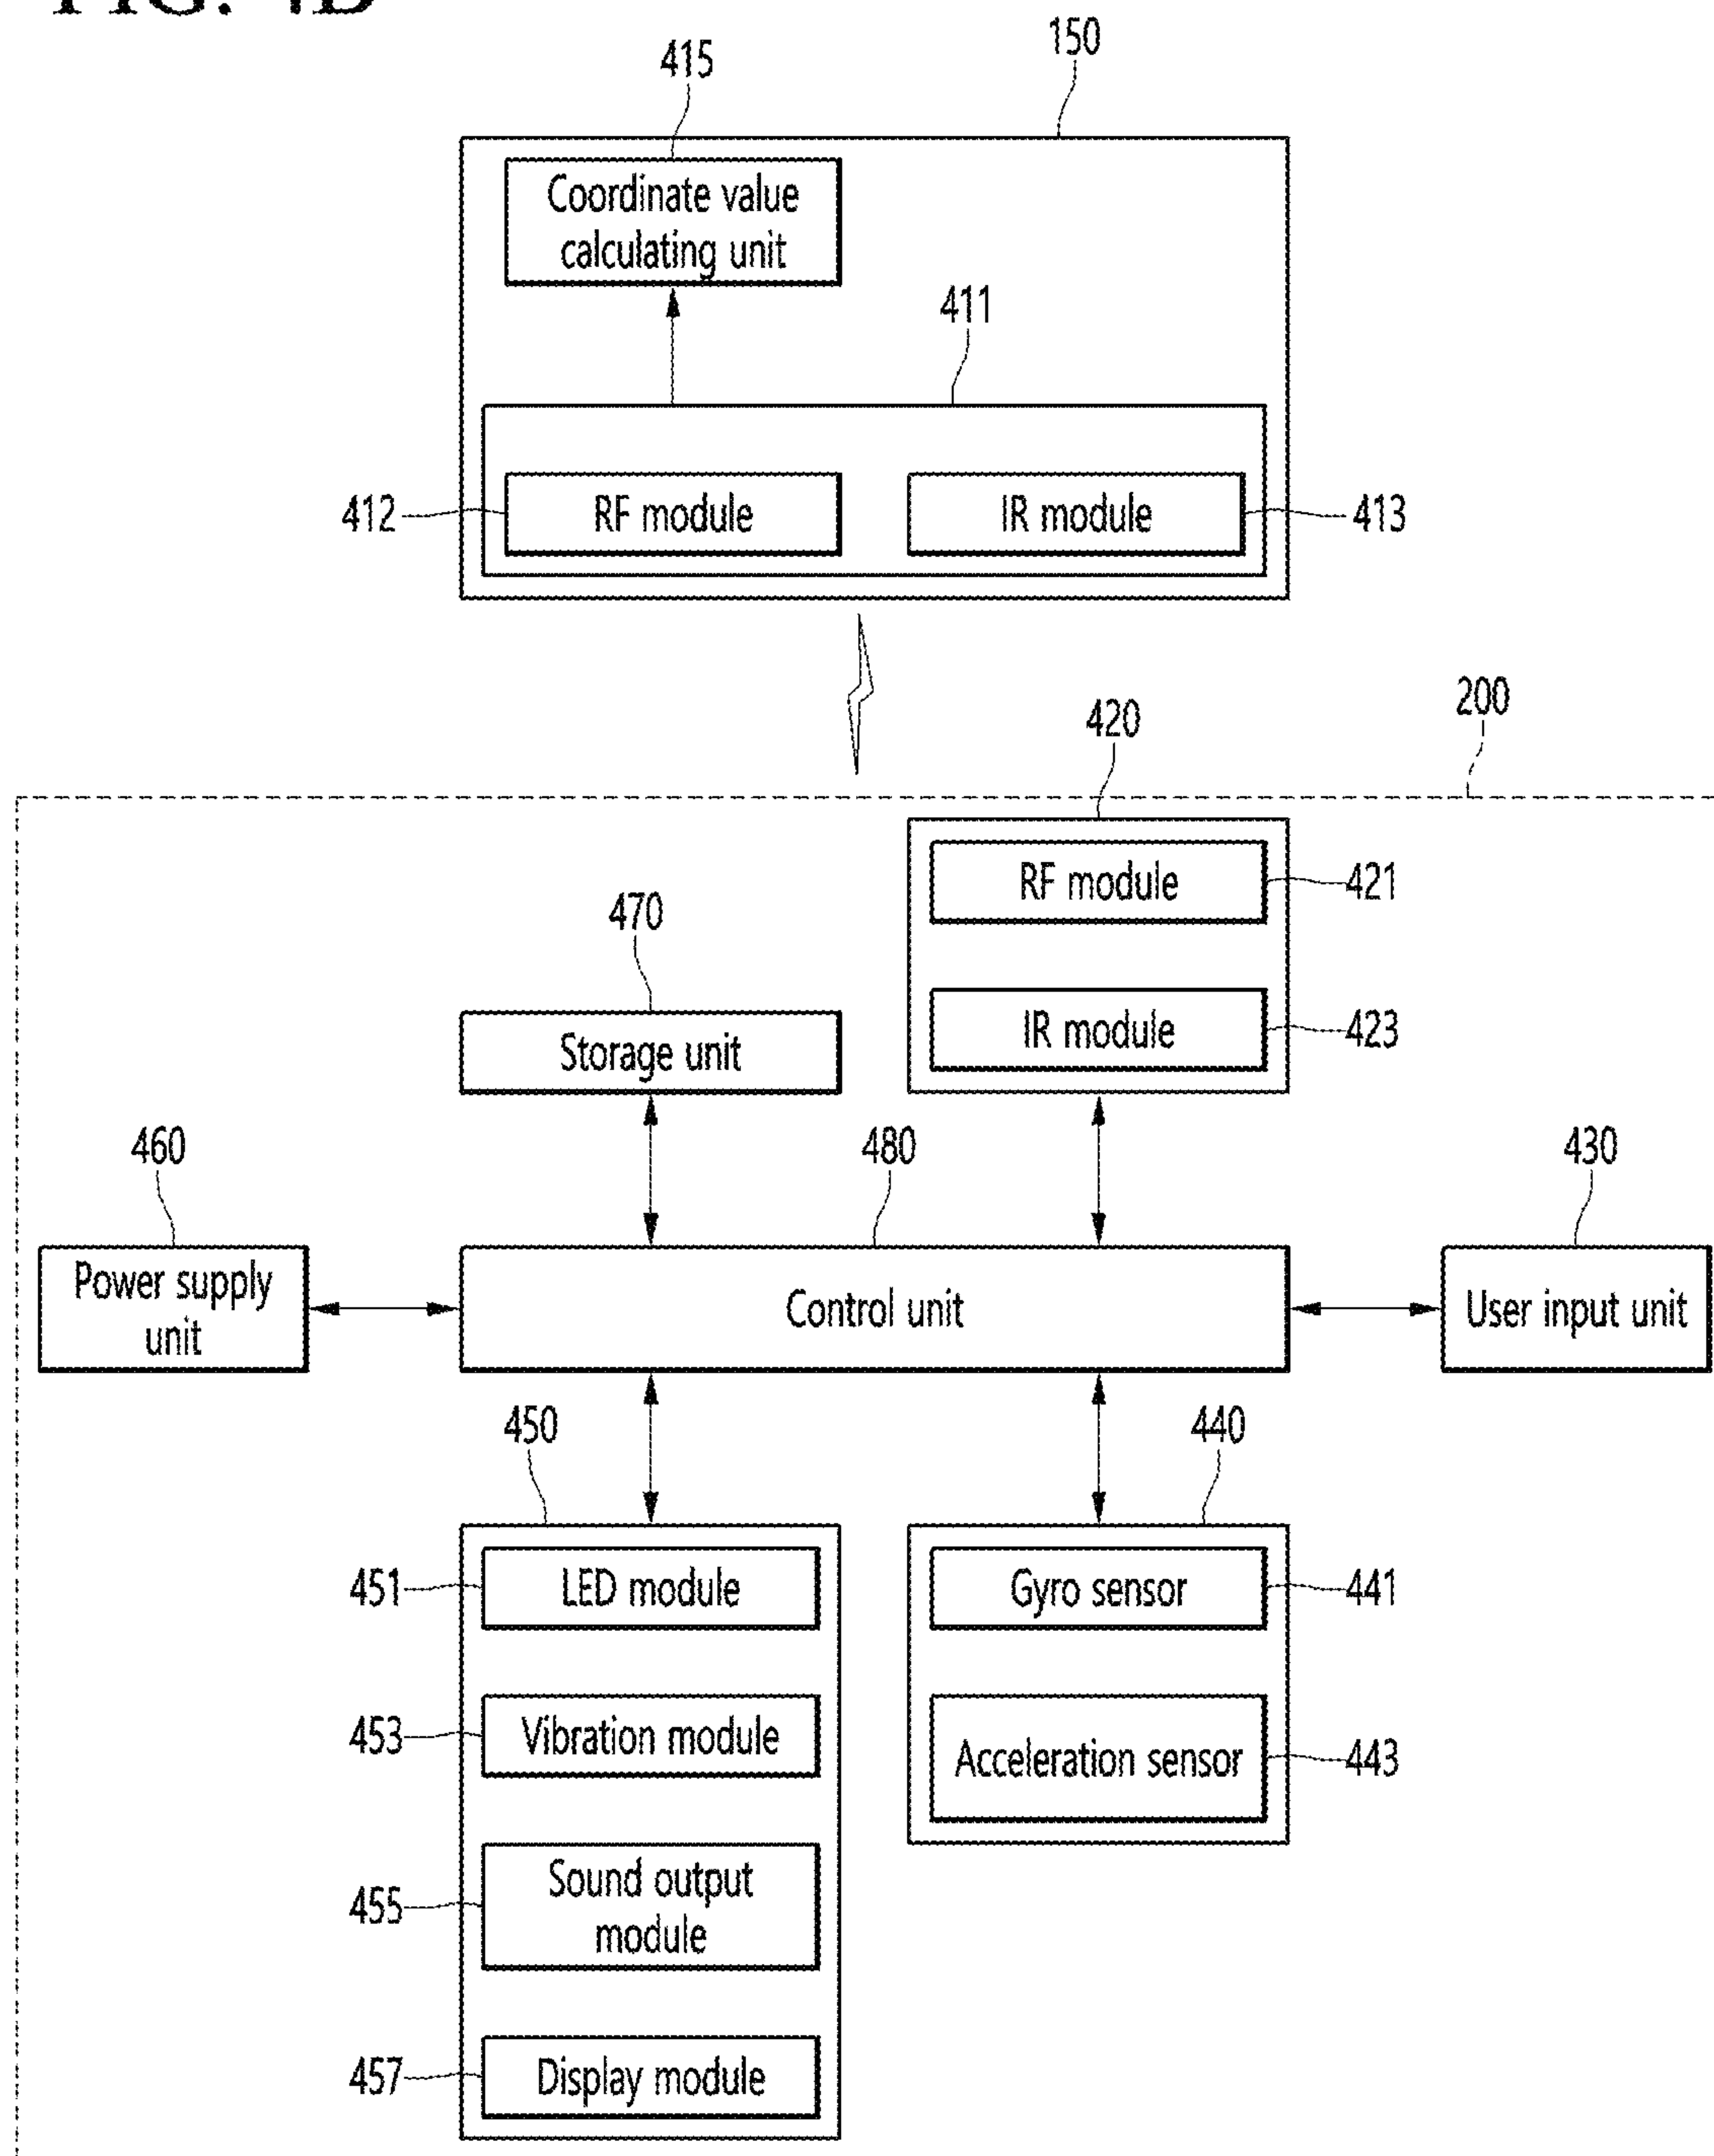 150
415
Coordinate value
calculating unit
411
412
RF module
IR module
413
200
420
RF module
421
470
IR module
423
Storage unit
460
480
430
Power supply
unit
Control unit
User input unit
450
440
451
LED module
Gyro sensor
441
453
Vibration module
Acceleration sensor
443
455
Sound output
module
457
Display module